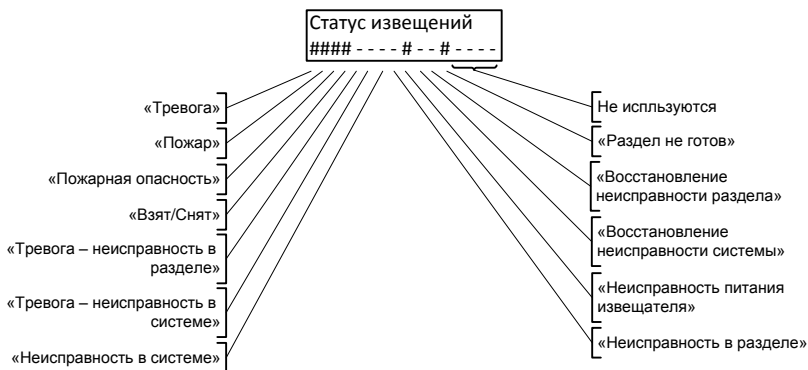 Статус извещений
#### - - - - # - - # - - - -
«Тревога»
«Пожар»
«Пожарная опасность»
«Взят/Снят»
«Тревога – неисправность в
разделе»
«Тревога – неисправность в
системе»
«Неисправность в системе»
Не испльзуются
«Раздел не готов»
«Восстановление
неисправности раздела»
«Восстановление
неисправности системы»
«Неисправность питания
извещателя»
«Неисправность в разделе»